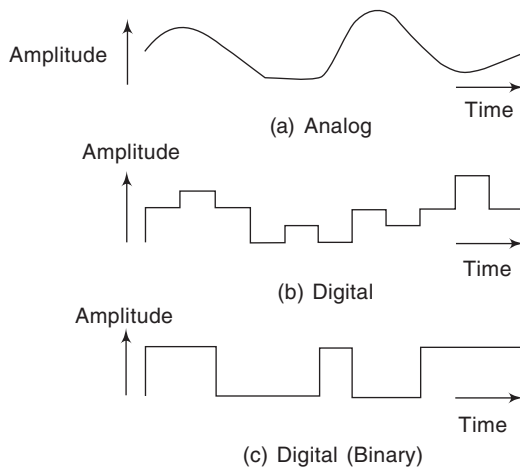 Amplitude
Time
(a) Analog
Amplitude
Time
(b) Digital
Amplitude
Time
(c) Digital (Binary)